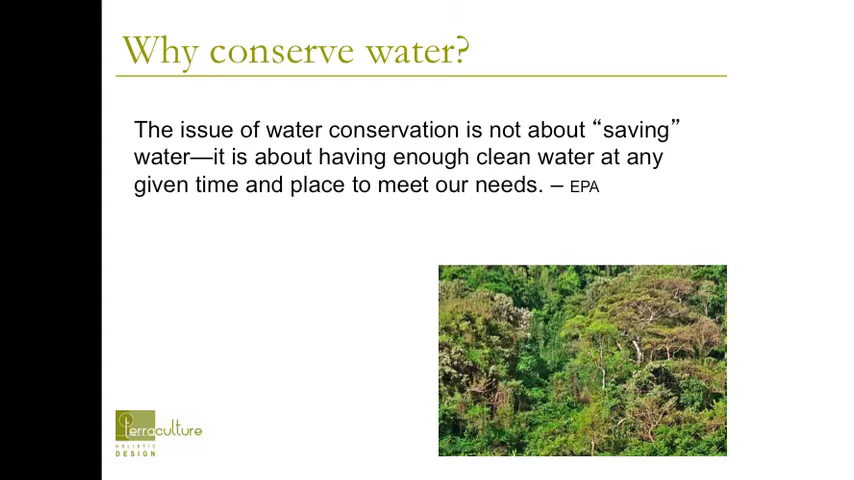 Why conserve water?
The issue of water conservation is not about “saving”
water—it is about having enough clean water at any
given time and place to meet our needs. – EPA
terraculture
HOLISTIC
DESIGN